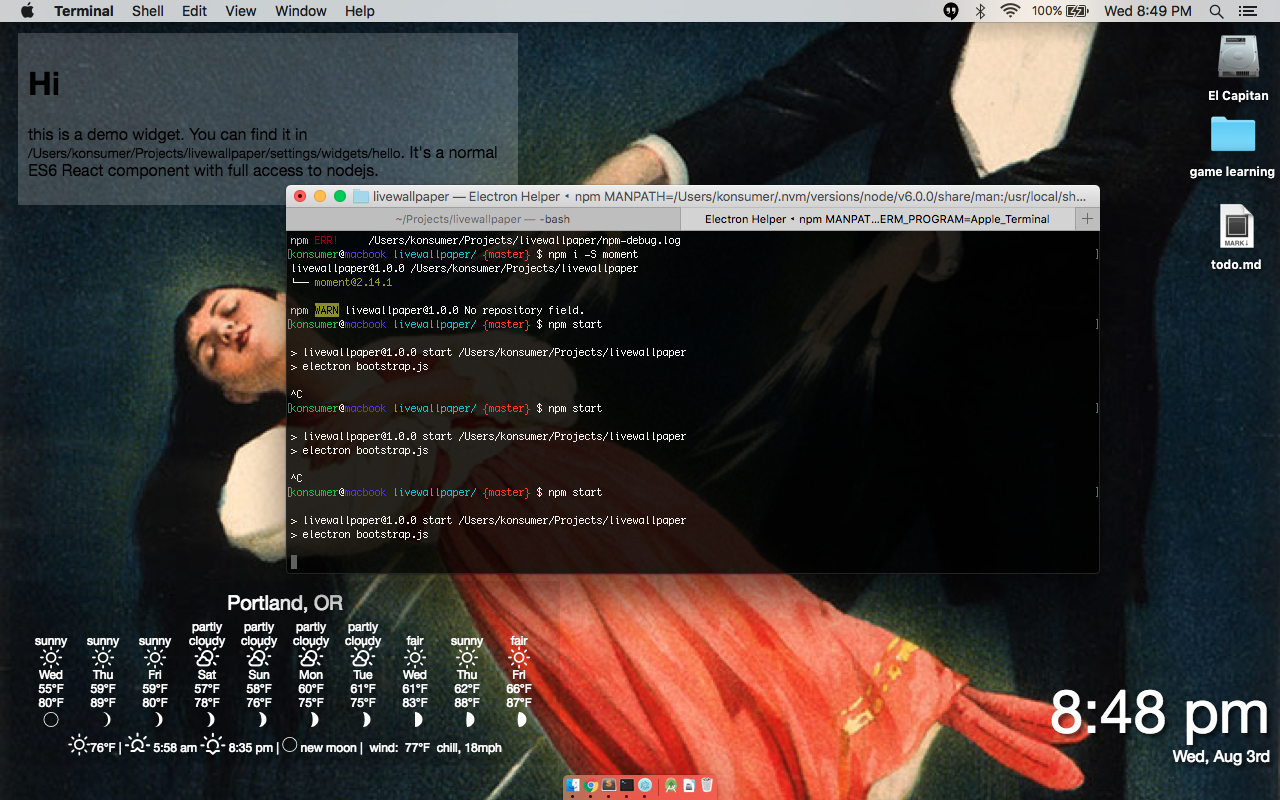 Terminal Shell Edit View Window Help 100% Wed 8:49 PM
Hi
this is a demo widget. You can find it in
/Users/konsumer/Projects/livewallpaper/settings/widgets/hello. It's a normal
ES6 React component with full access to nodejs.
El Capitan
game learning
MARK↓
todo.md
livewallpaper — Electron Helper • npm MANPATH=/Users/konsumer/.nvm/versions/node/v6.0.0/share/man:/usr/local/sh...
~/Projects/livewallpaper — -bash Electron Helper • npm MANPAT...ERM_PROGRAM=Apple_Terminal
npm ERR! /Users/konsumer/Projects/livewallpaper/npm-debug.log
[konsumer@macbook livewallpaper/ {master} $ npm i -S moment ]
livewallpaper@1.0.0 /Users/konsumer/Projects/livewallpaper
└── moment@2.14.1
npm WARN livewallpaper@1.0.0 No repository field.
[konsumer@macbook livewallpaper/ {master} $ npm start ]
> livewallpaper@1.0.0 start /Users/konsumer/Projects/livewallpaper
> electron bootstrap.js
^C
[konsumer@macbook livewallpaper/ {master} $ npm start ]
> livewallpaper@1.0.0 start /Users/konsumer/Projects/livewallpaper
> electron bootstrap.js
^C
[konsumer@macbook livewallpaper/ {master} $ npm start ]
> livewallpaper@1.0.0 start /Users/konsumer/Projects/livewallpaper
> electron bootstrap.js
Portland, OR
partly partly partly partly
sunny sunny sunny cloudy cloudy cloudy cloudy fair sunny fair
Wed Thu Fri Sat Sun Mon Tue Wed Thu Fri
55°F 59°F 59°F 57°F 58°F 60°F 61°F 61°F 62°F 66°F
80°F 89°F 80°F 78°F 76°F 75°F 75°F 83°F 88°F 87°F
76°F | 5:58 am 8:35 pm | new moon | wind: 77°F chill, 18mph
8:48 pm
Wed, Aug 3rd